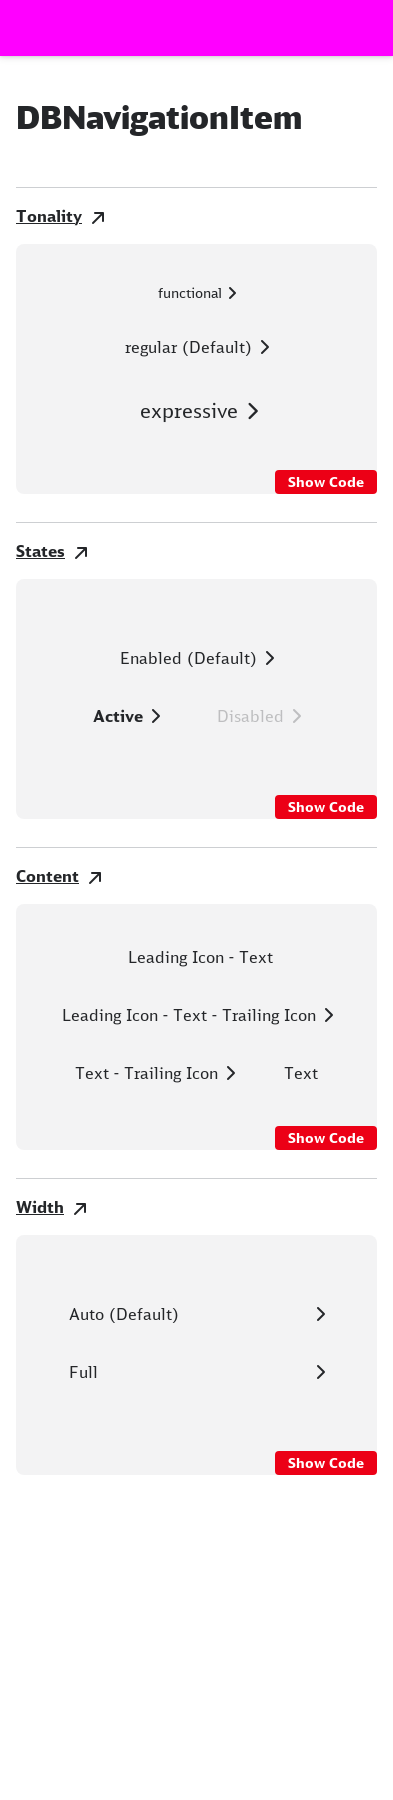 DBNavigationItem
Tonality
functional
regular (Default)
expressive
Show Code
States
Enabled (Default)
Active
Disabled
Show Code
Content
Leading Icon - Text
Leading Icon - Text - Trailing Icon
Text - Trailing Icon
Text
Show Code
Width
Auto (Default)
Full
Show Code